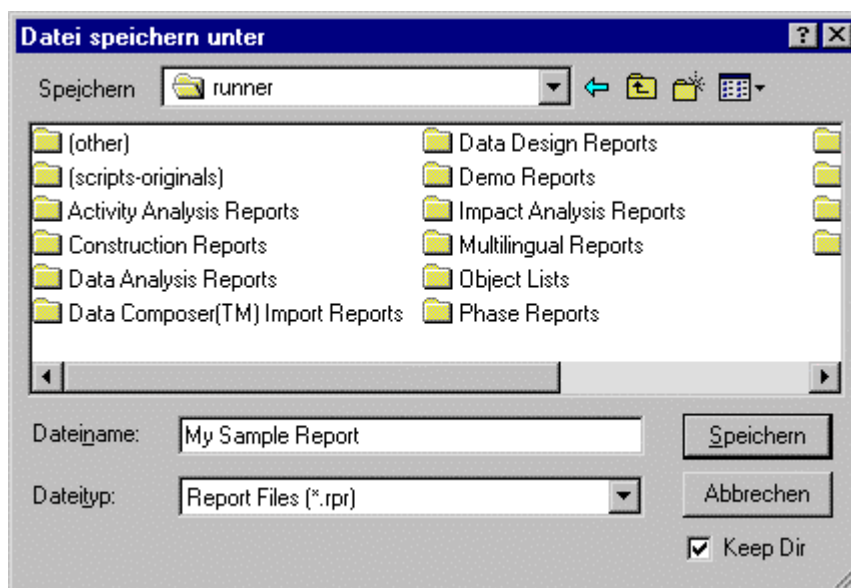 Datei speichern unter
Speichern runner
(other) Data Design Reports
(scripts-originals) Demo Reports
Activity Analysis Reports Impact Analysis Reports
Construction Reports Multilingual Reports
Data Analysis Reports Object Lists
Data Composer(TM) Import Reports Phase Reports
Dateiname: My Sample Report Speichern
Dateityp: Report Files (*.rpr) Abbrechen
Keep Dir